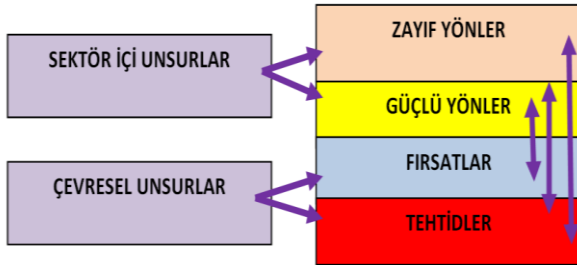 ZAYIF YÖNLER
SEKTÖR İÇİ UNSURLAR
GÜÇLÜ YÖNLER
FIRSATLAR
ÇEVRESEL UNSURLAR
TEHTİDLER